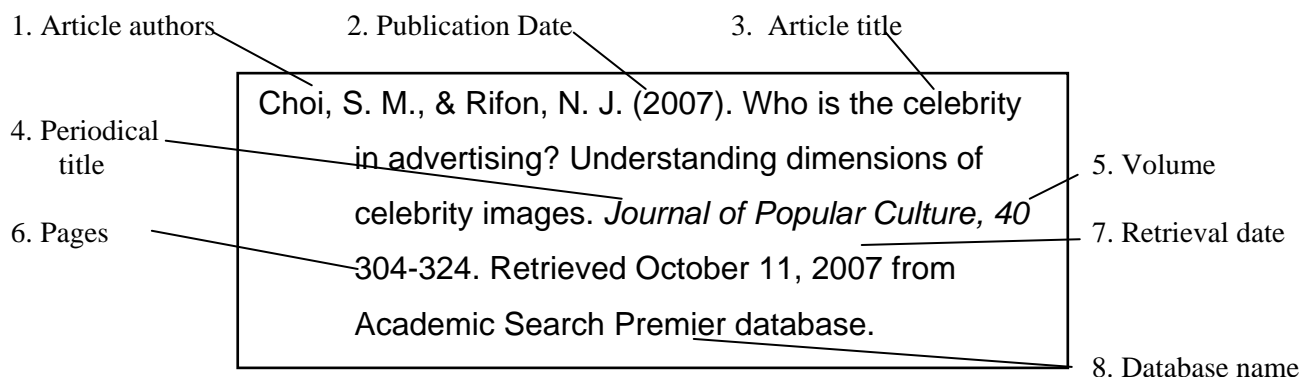 1. Article authors
2. Publication Date
3. Article title
Choi, S. M., & Rifon, N. J. (2007). Who is the celebrity
4. Periodical
title
in advertising? Understanding dimensions of
5. Volume
celebrity images. Journal of Popular Culture, 40
6. Pages
7. Retrieval date
304-324. Retrieved October 11, 2007 from
Academic Search Premier database.
8. Database name